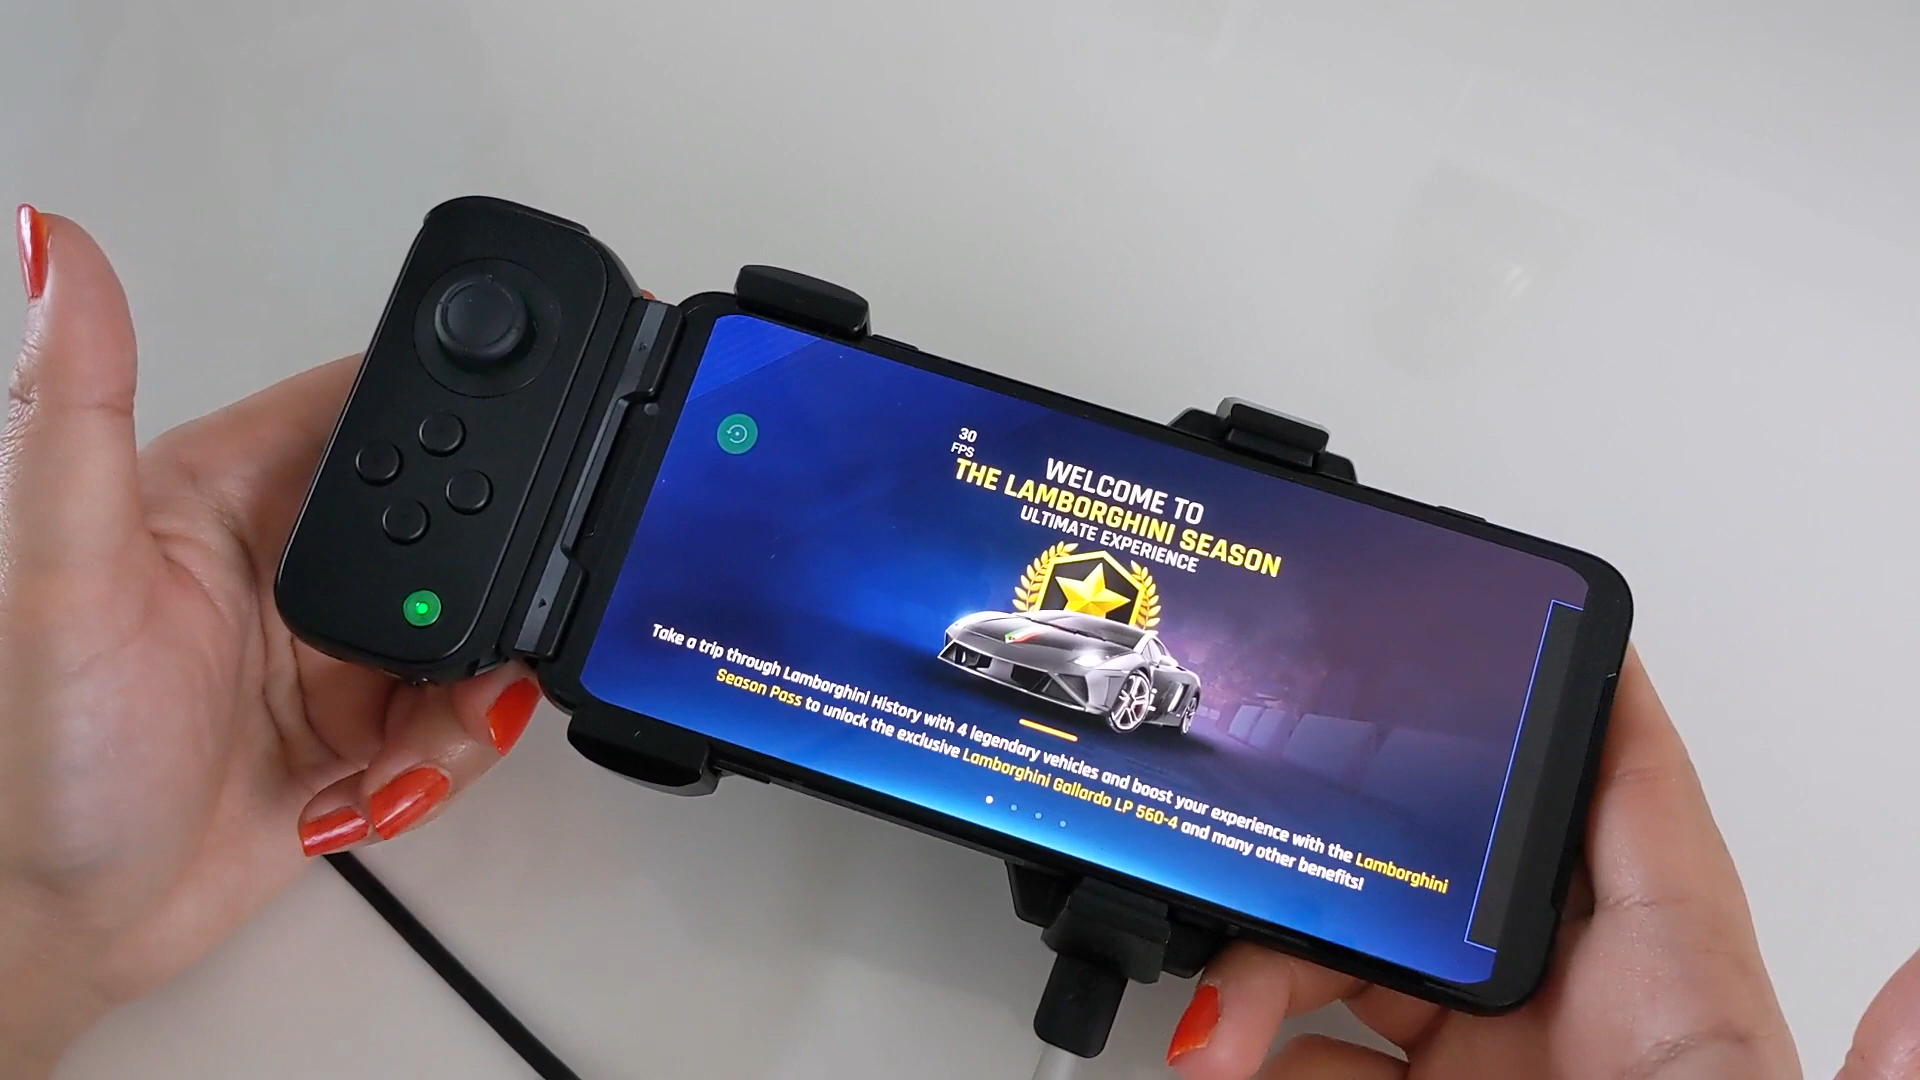 30
FPS
WELCOME TO
THE LAMBORGHINI SEASON
ULTIMATE EXPERIENCE
Take a trip through Lamborghini History with 4 legendary vehicles and boost your experience with the Lamborghini
Season Pass to unlock the exclusive Lamborghini Gallardo LP 560-4 and many other benefits!